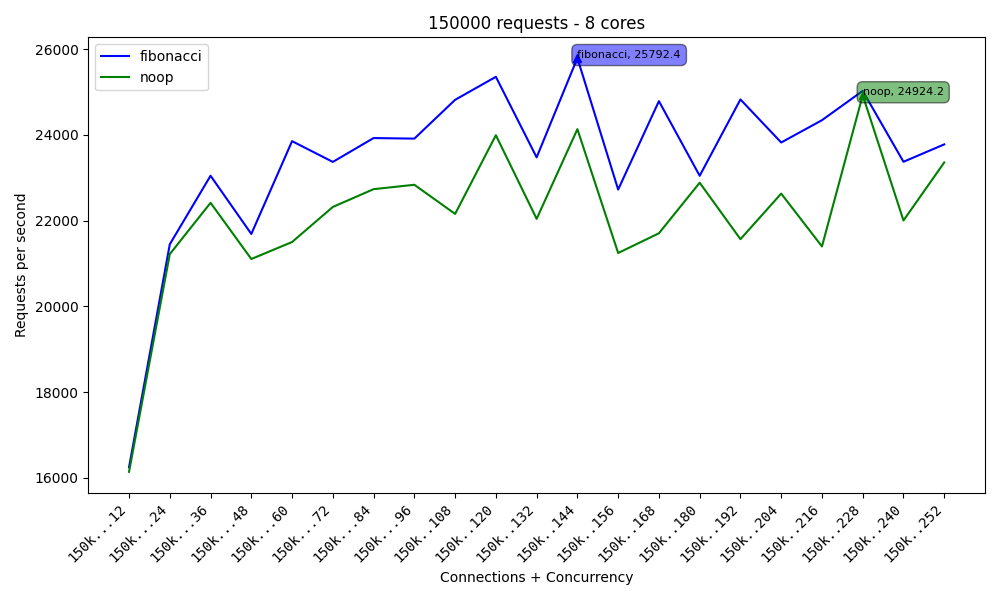 150000 requests - 8 cores
26000
24000
22000
20000
18000
16000
Requests per second
fibonacci
noop
fibonacci, 25792.4
noop, 24924.2
150k...12
150k...24
150k...36
150k...48
150k...60
150k...72
150k...84
150k...96
150k...108
150k...120
150k...132
150k...144
150k...156
150k...168
150k...180
150k...192
150k...204
150k...216
150k...228
150k...240
150k...252
Connections + Concurrency